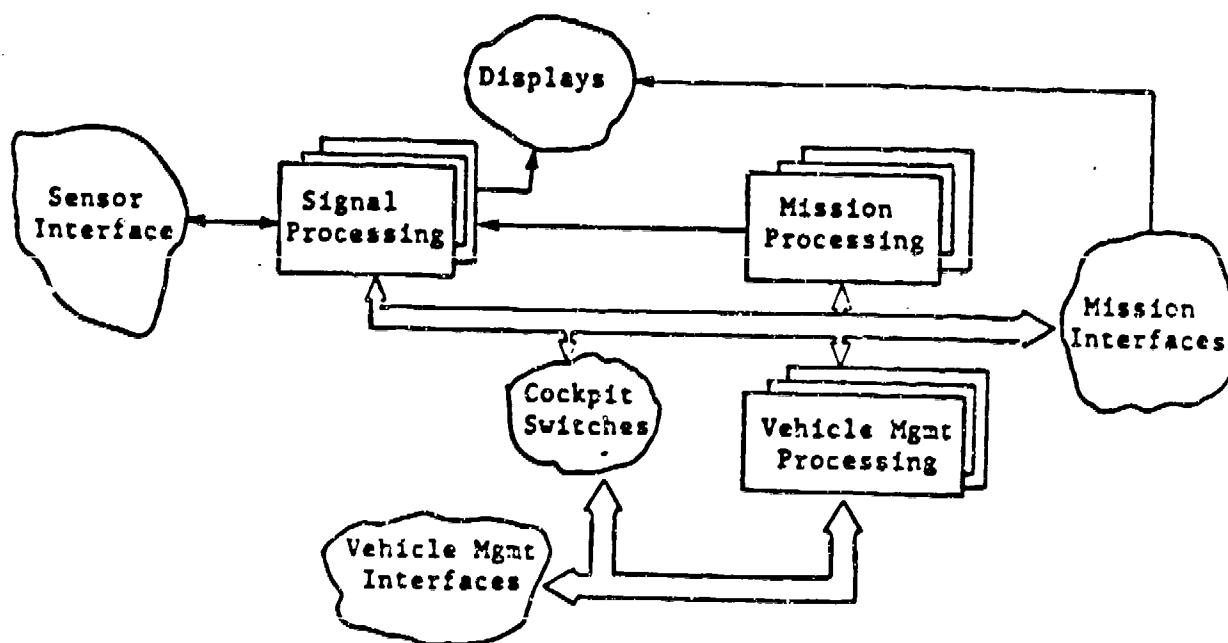 Displays
Sensor
Interface
Signal
Processing
Mission
Processing
Mission
Interfaces
Cockpit
Switches
Vehicle Mgmt
Processing
Vehicle Mgmt
Interfaces